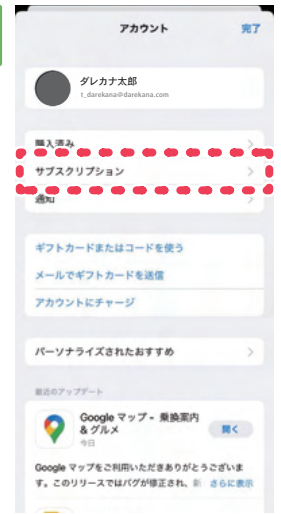 アカウント
完了
ダレカナ太郎
t_darekana@darekana.com
購入済み
サブスクリプション
通知
ギフトカードまたはコードを使う
メールでギフトカードを送信
アカウントにチャージ
パーソナライズされたおすすめ
最近のアップデート
Google マップ - 乗換案内
& グルメ
今日
開く
Google マップをご利用いただきありがとうございま
す。このリリースではバグが修正され、新 さらに表示